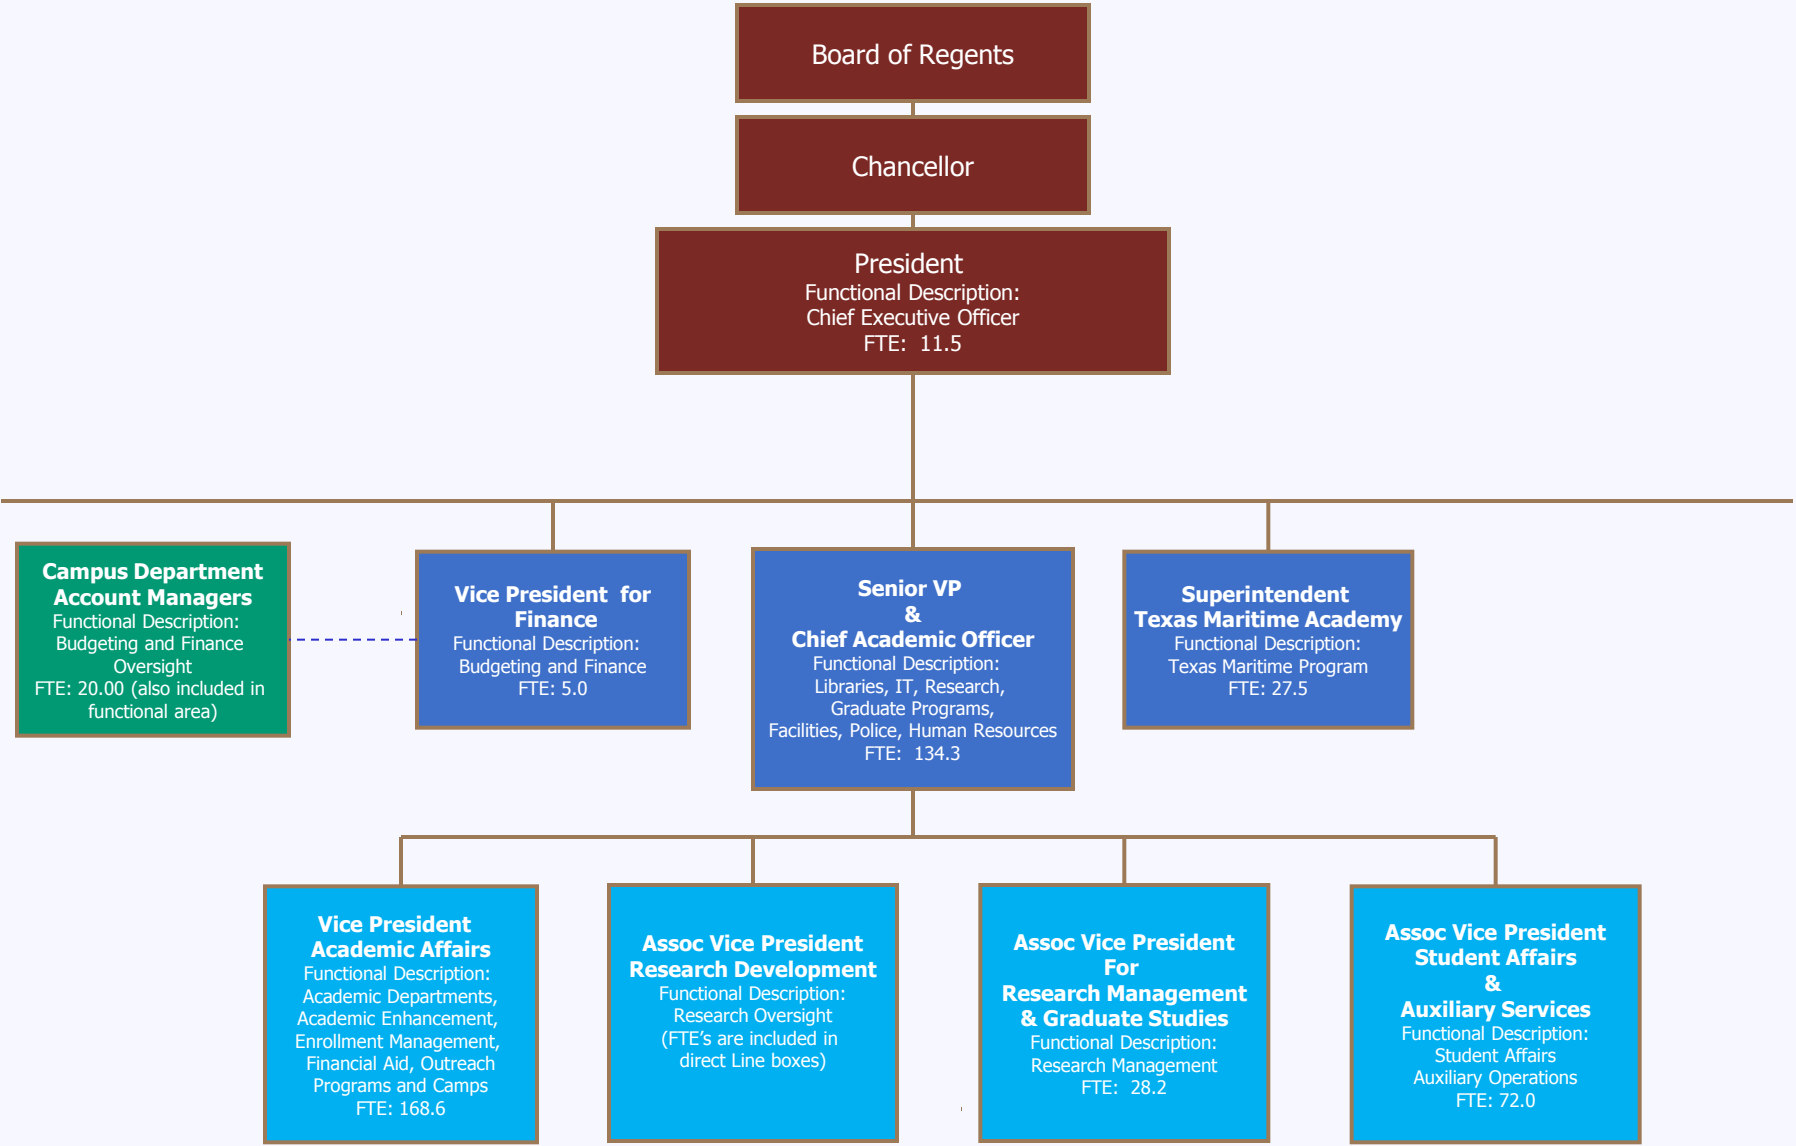 Board of Regents
Chancellor
President
Functional Description:
Chief Executive Officer
FTE:  11.5
Campus Department
Account Managers
Functional Description:
Budgeting and Finance
Oversight
FTE: 20.00 (also included in
functional area)
Vice President  for
Finance
Functional Description:
Budgeting and Finance
FTE: 5.0
Senior VP
&
Chief Academic Officer
Functional Description:
Libraries, IT, Research,
Graduate Programs,
Facilities, Police, Human Resources
FTE:  134.3
Superintendent
Texas Maritime Academy
Functional Description:
Texas Maritime Program
FTE: 27.5
Vice President
Academic Affairs
Functional Description:
Academic Departments,
Academic Enhancement,
Enrollment Management,
Financial Aid, Outreach
Programs and Camps
FTE: 168.6
Assoc Vice President
Research Development
Functional Description:
Research Oversight
(FTE’s are included in
direct Line boxes)
Assoc Vice President
For
Research Management
& Graduate Studies
Functional Description:
Research Management
FTE:  28.2
Assoc Vice President
Student Affairs
&
Auxiliary Services
Functional Description:
Student Affairs
Auxiliary Operations
FTE: 72.0